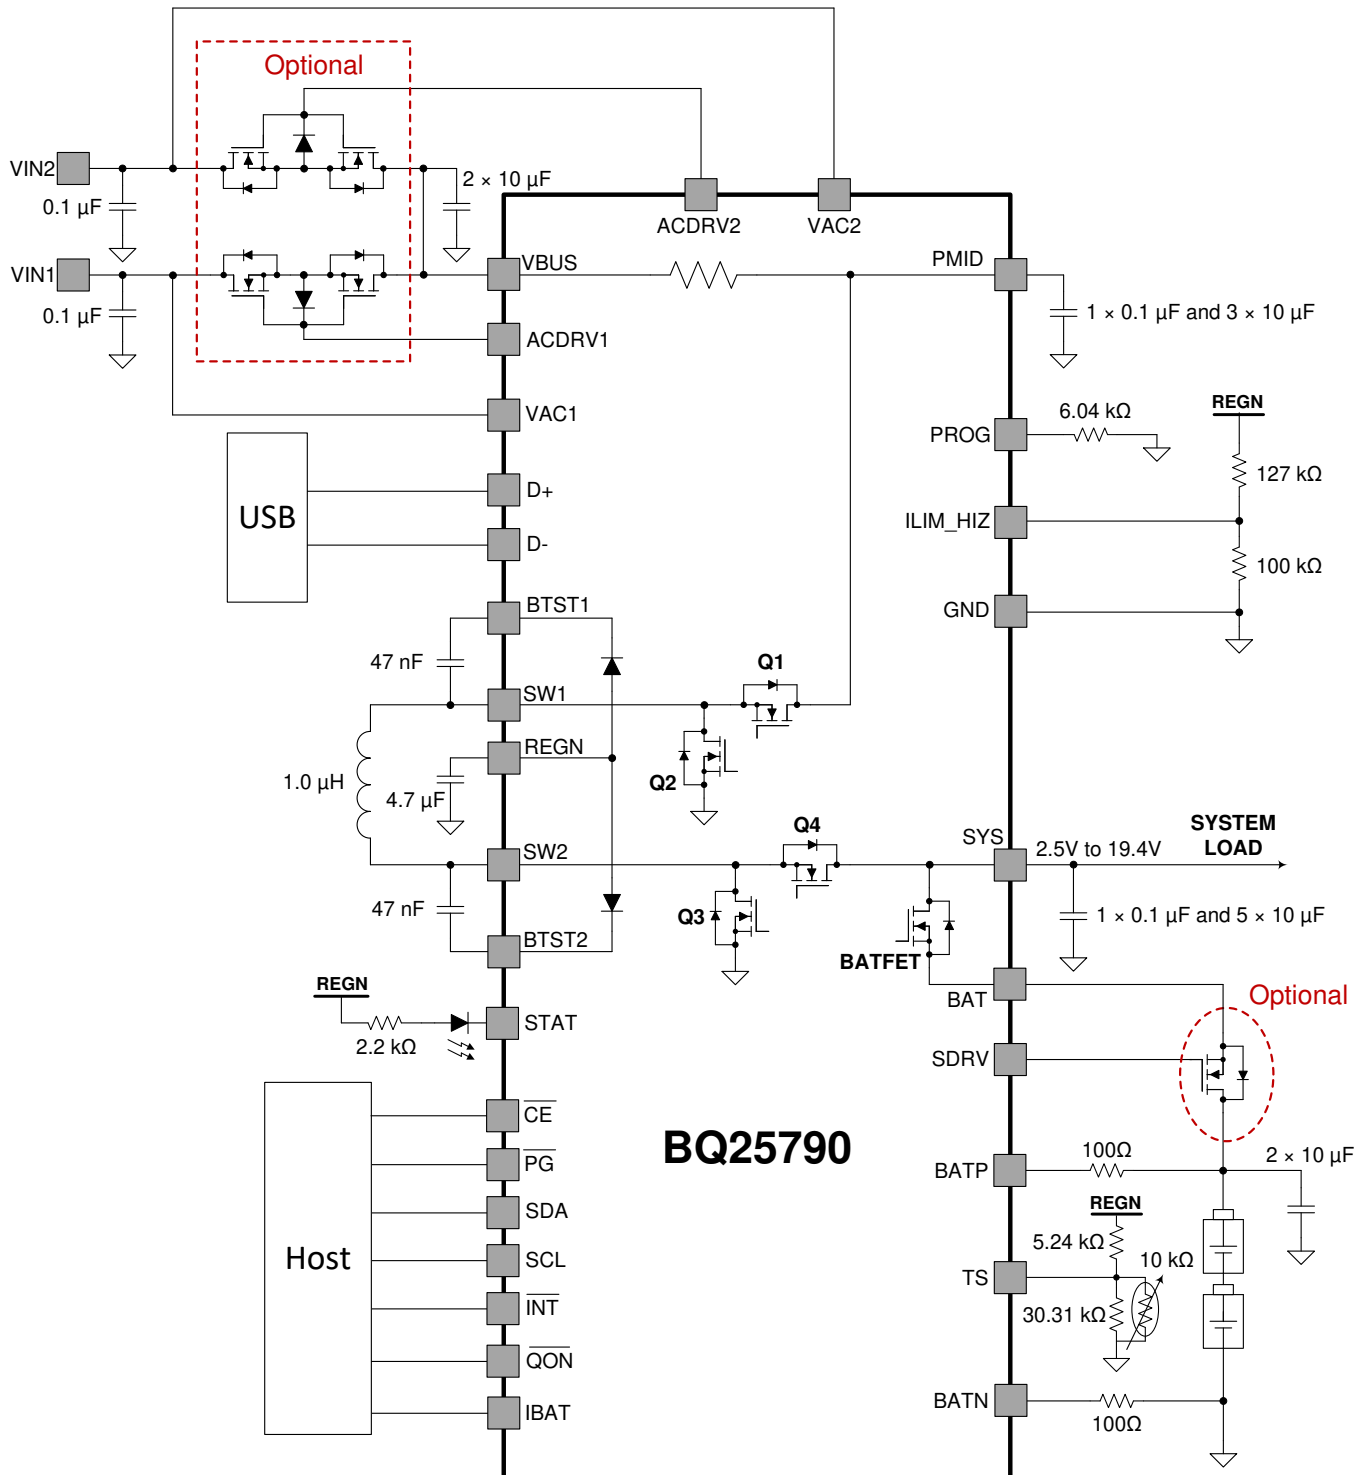 Optional
VIN2
2 × 10 µF
0.1 µF
ACDRV2
VAC2
VIN1
VBUS
PMID
0.1 µF
1 × 0.1 µF and 3 × 10 µF
ACDRV1
REGN
VAC1
6.04 kΩ
PROG
127 kΩ
D+
USB
ILIM_HIZ
D-
100 kΩ
BTST1
GND
47 nF
Q1
SW1
REGN
Q2
1.0 µH
4.7 µF
Q4
SYS
SYSTEM
LOAD
2.5V to 19.4V
SW2
47 nF
Q3
1 × 0.1 µF and 5 × 10 µF
BTST2
BATFET
REGN
BAT
Optional
STAT
2.2 kΩ
SDRV
CE
BQ25790
PG
100Ω
BATP
2 × 10 µF
REGN
SDA
5.24 kΩ
10 kΩ
Host
SCL
TS
INT
30.31 kΩ
QON
BATN
IBAT
100Ω